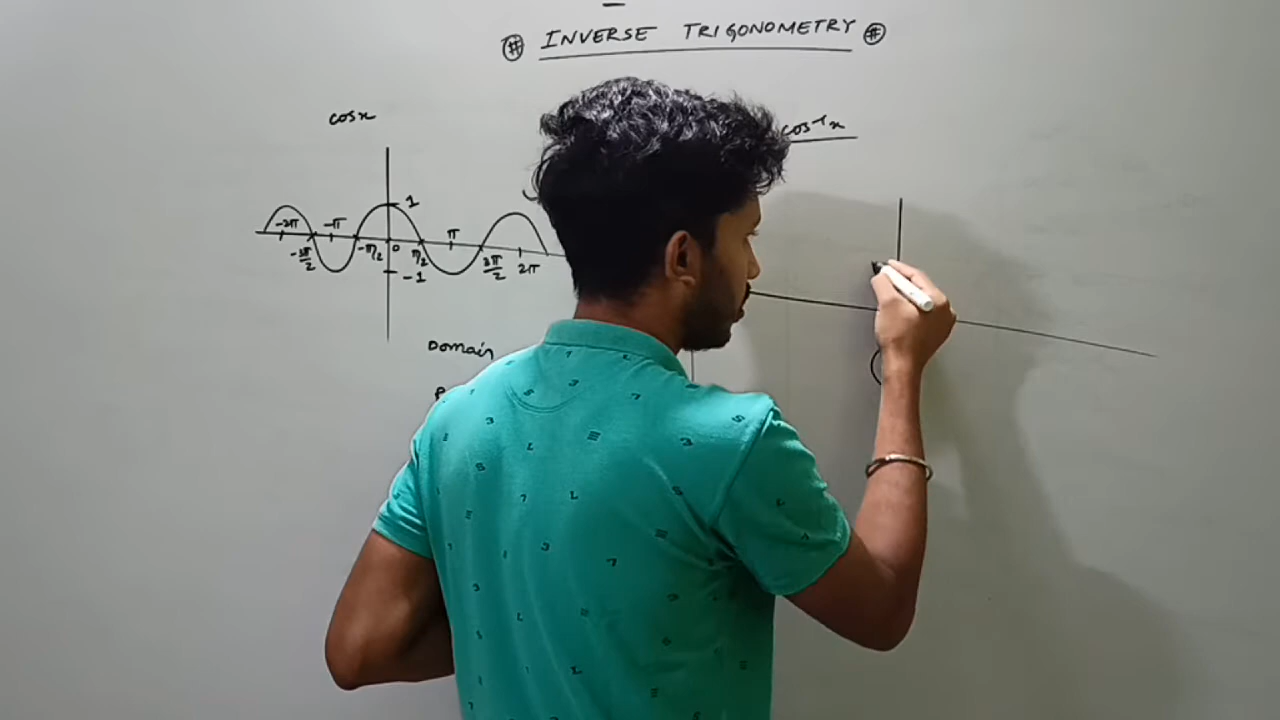 # INVERSE TRIGONOMETRY #
cosx
cos⁻¹x
1
-2π -π π
-3π/2 -π/2 0 π/2 3π/2 2π
-1
Domain